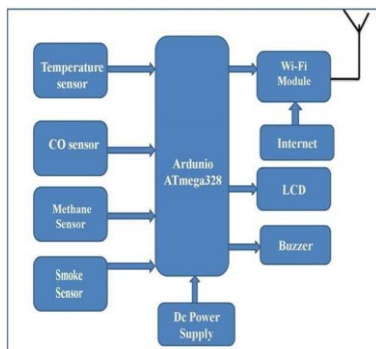 Temperature
sensor
CO sensor
Methane
Sensor
Smoke
Sensor
Ardunio
ATmega328
Wi-Fi
Module
Internet
LCD
Buzzer
Dc Power
Supply